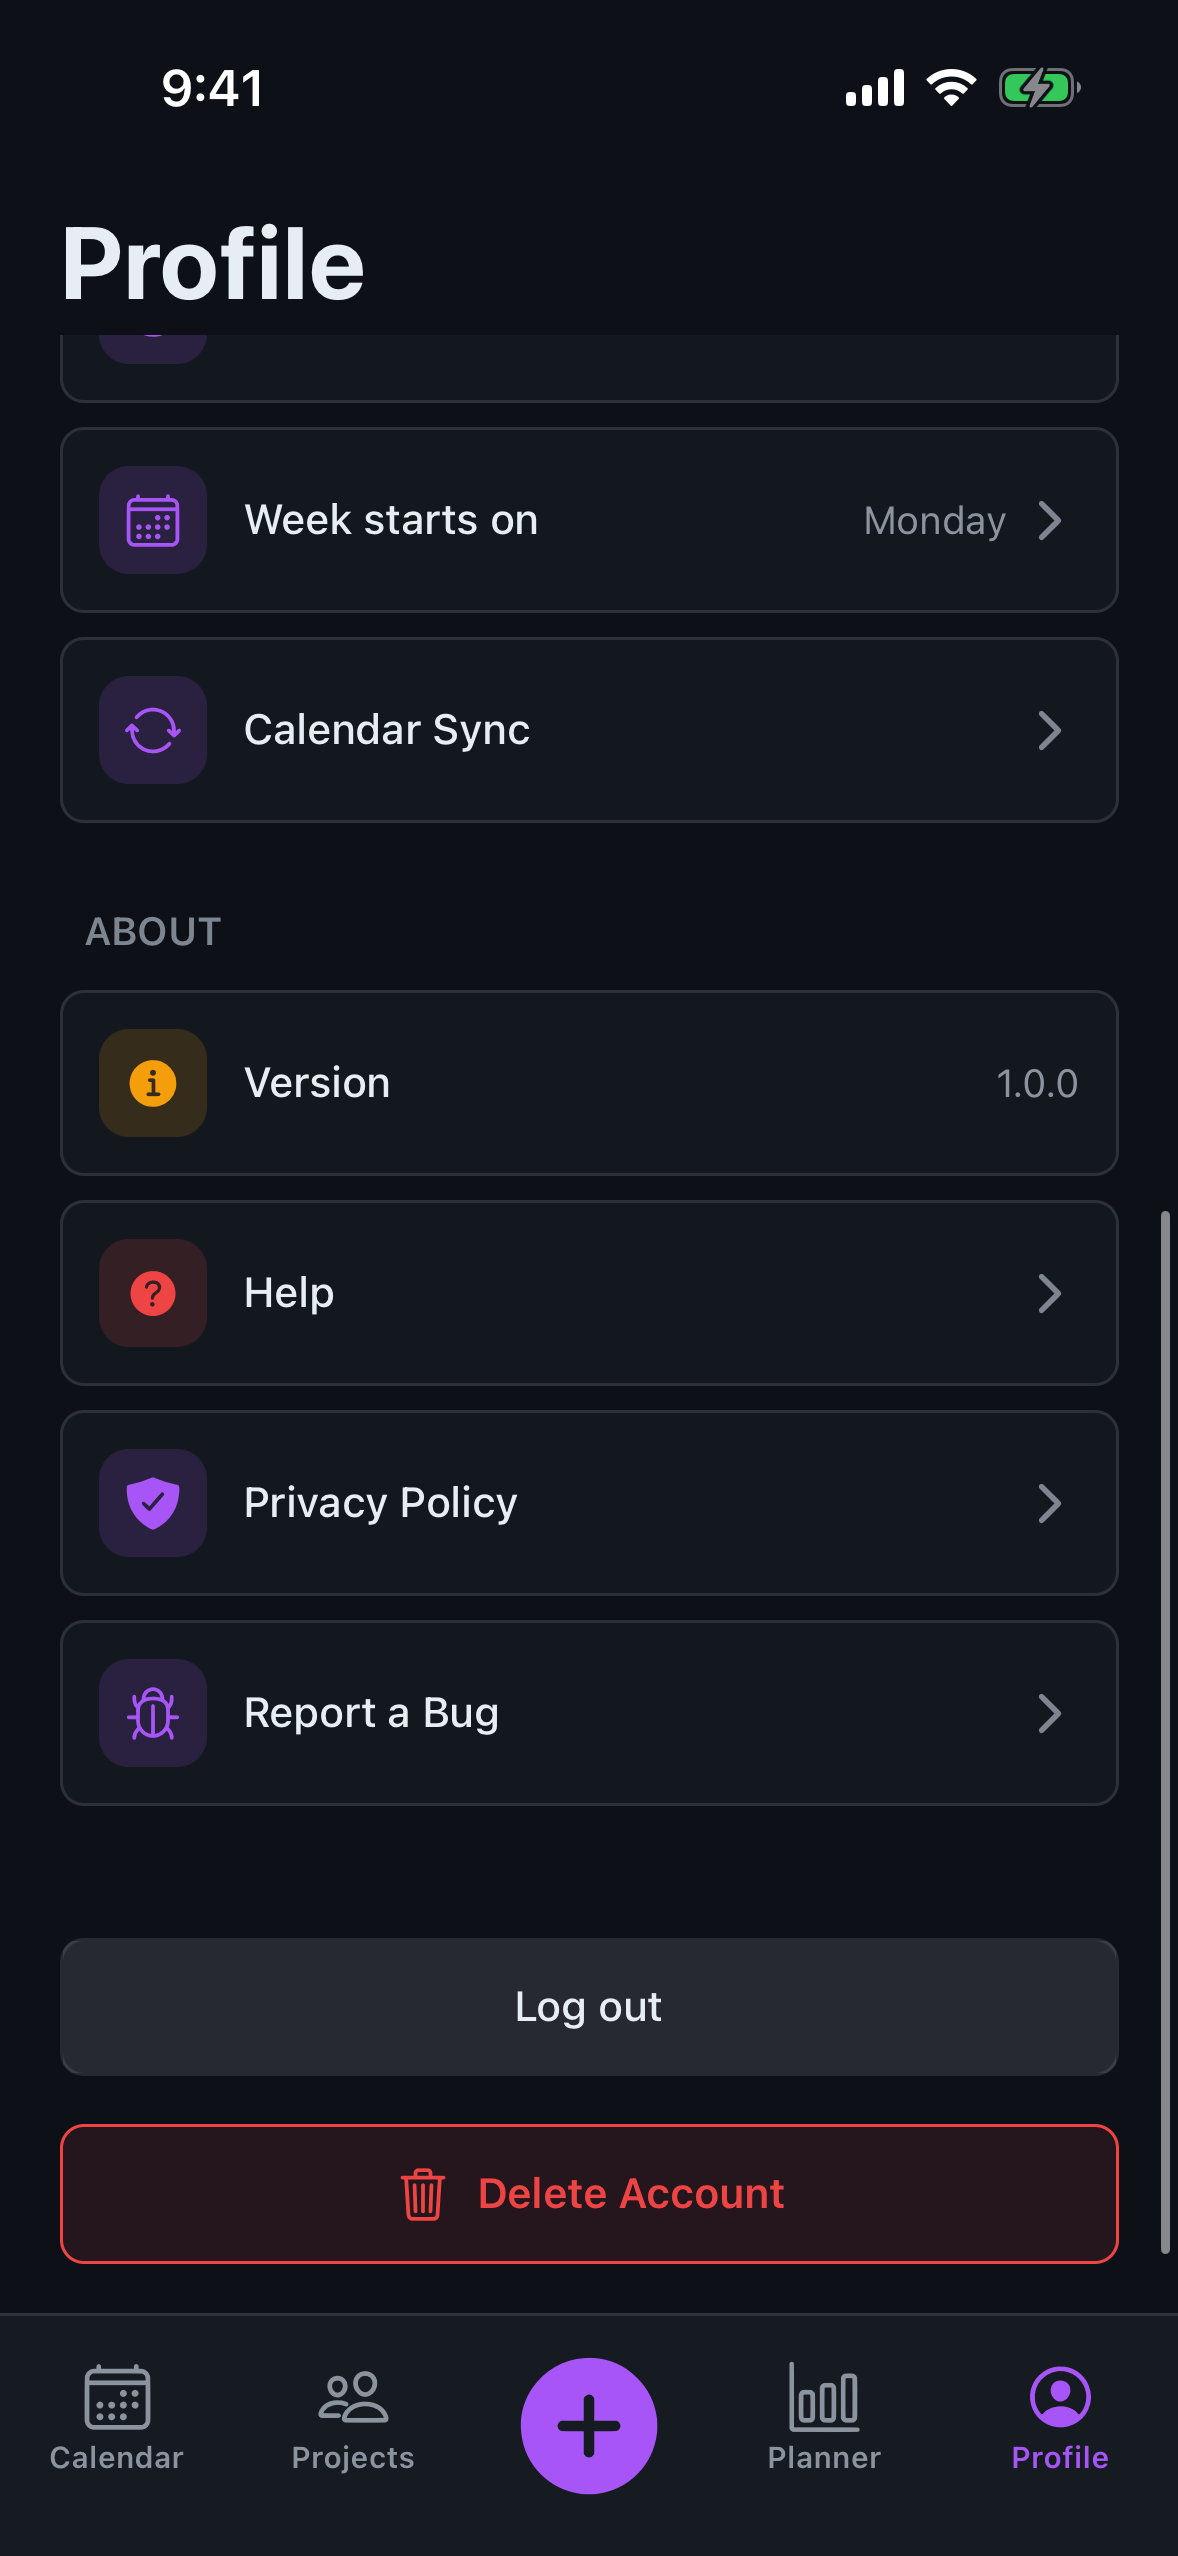 9:41
Profile
Week starts on
Monday
Calendar Sync
ABOUT
Version
1.0.0
Help
Privacy Policy
Report a Bug
Log out
Delete Account
Calendar
Projects
Planner
Profile